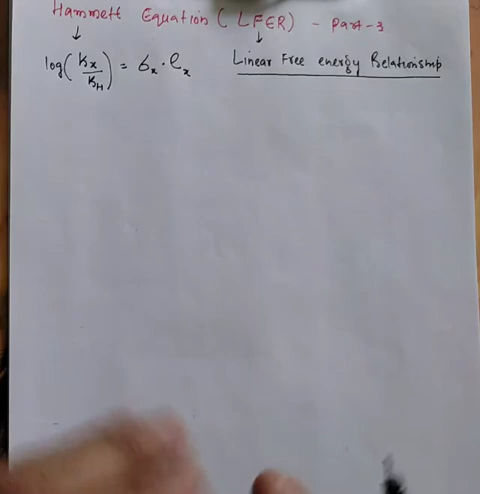 Hammett Equation (LFER) - Part-3
↓ ↓
log(Kx/KH) = σx · ρx Linear Free energy Relationship